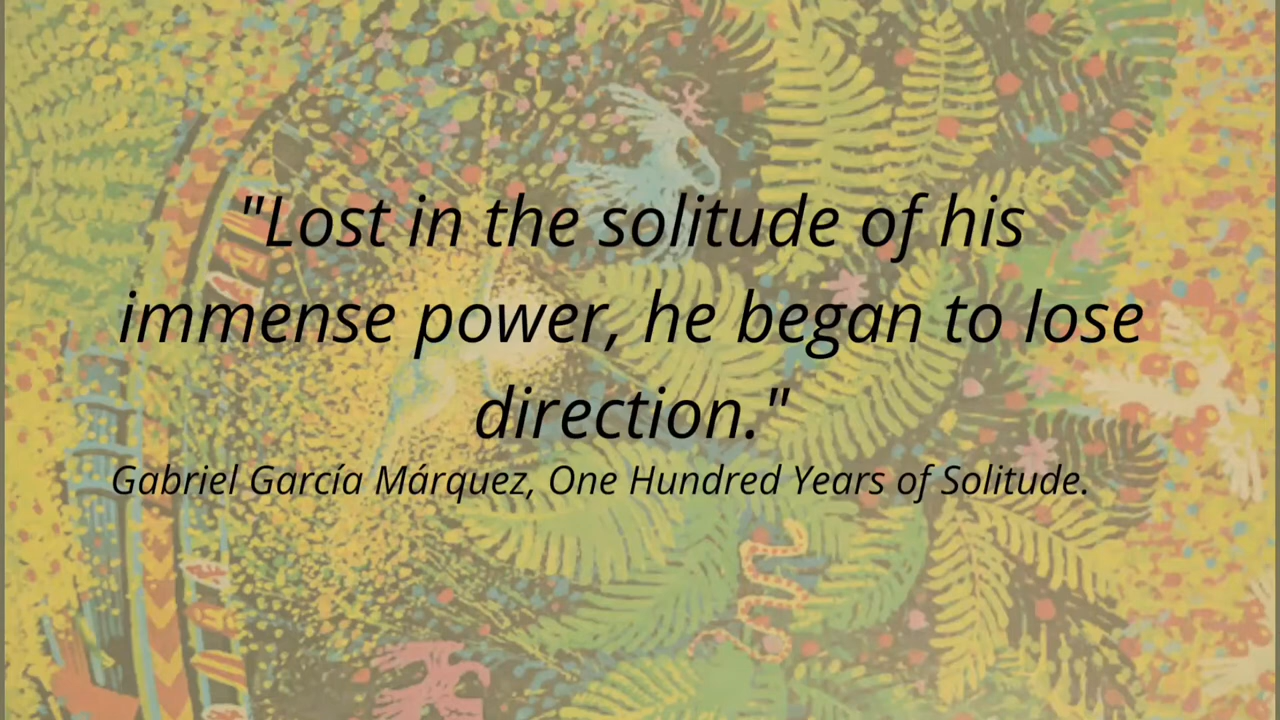 "Lost in the solitude of his
immense power, he began to lose
direction."
Gabriel García Márquez, One Hundred Years of Solitude.